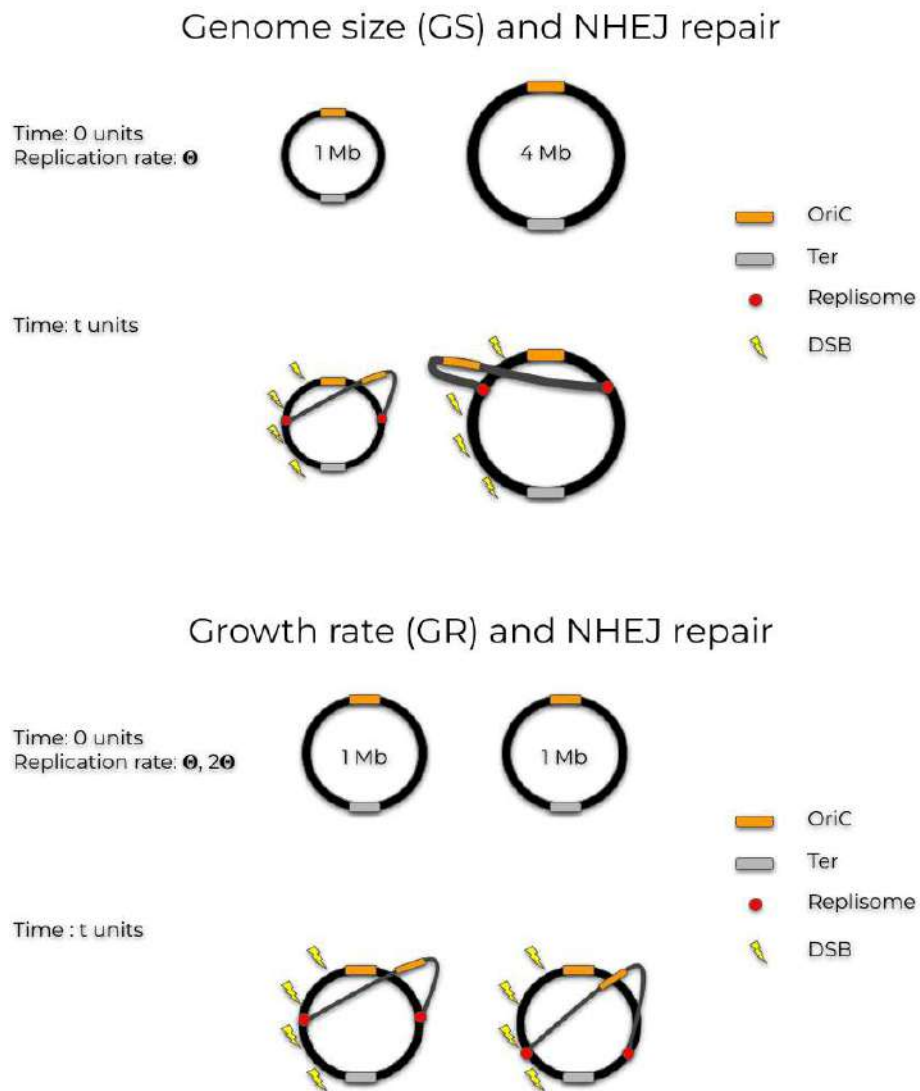 Genome size (GS) and NHEJ repair
Time: 0 units
Replication rate: Θ
1 Mb
4 Mb
OriC
Ter
Replisome
DSB
Time: t units
Growth rate (GR) and NHEJ repair
Time: 0 units
Replication rate: Θ, 2Θ
1 Mb
1 Mb
OriC
Ter
Replisome
DSB
Time : t units